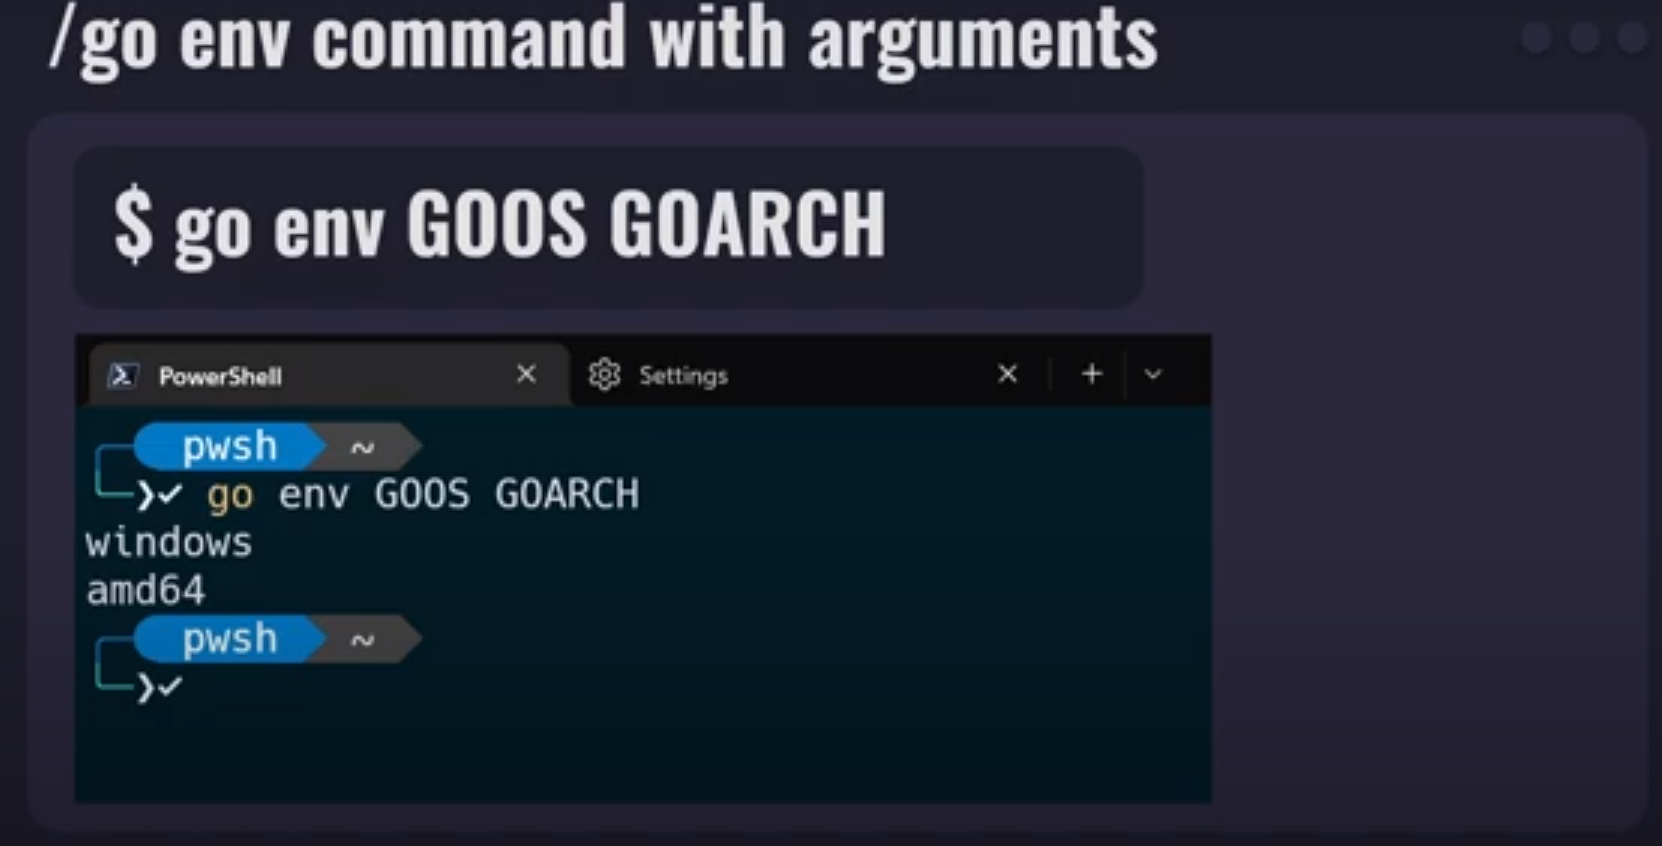 /go env command with arguments
$ go env GOOS GOARCH
PowerShell Settings
pwsh ~
❯✓ go env GOOS GOARCH
windows
amd64
pwsh ~
❯✓